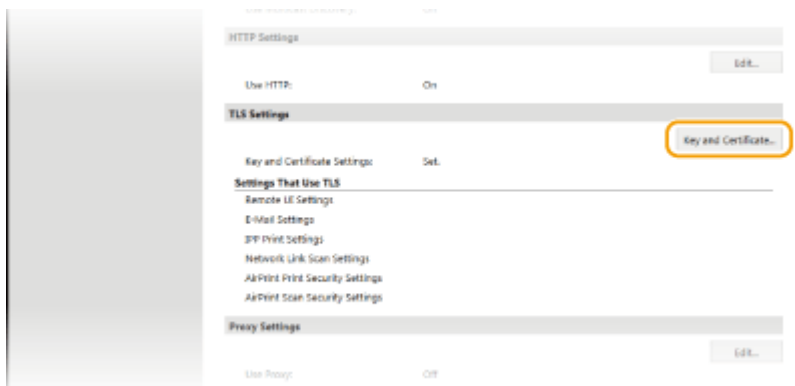 HTTP Settings
Edit...
Use HTTP: On
TLS Settings
Key and Certificate...
Key and Certificate Settings: Set.
Settings That Use TLS
Remote UI Settings
E-Mail Settings
IPP Print Settings
Network Link Scan Settings
AirPrint Print Security Settings
AirPrint Scan Security Settings
Proxy Settings
Edit...
Use Proxy: Off